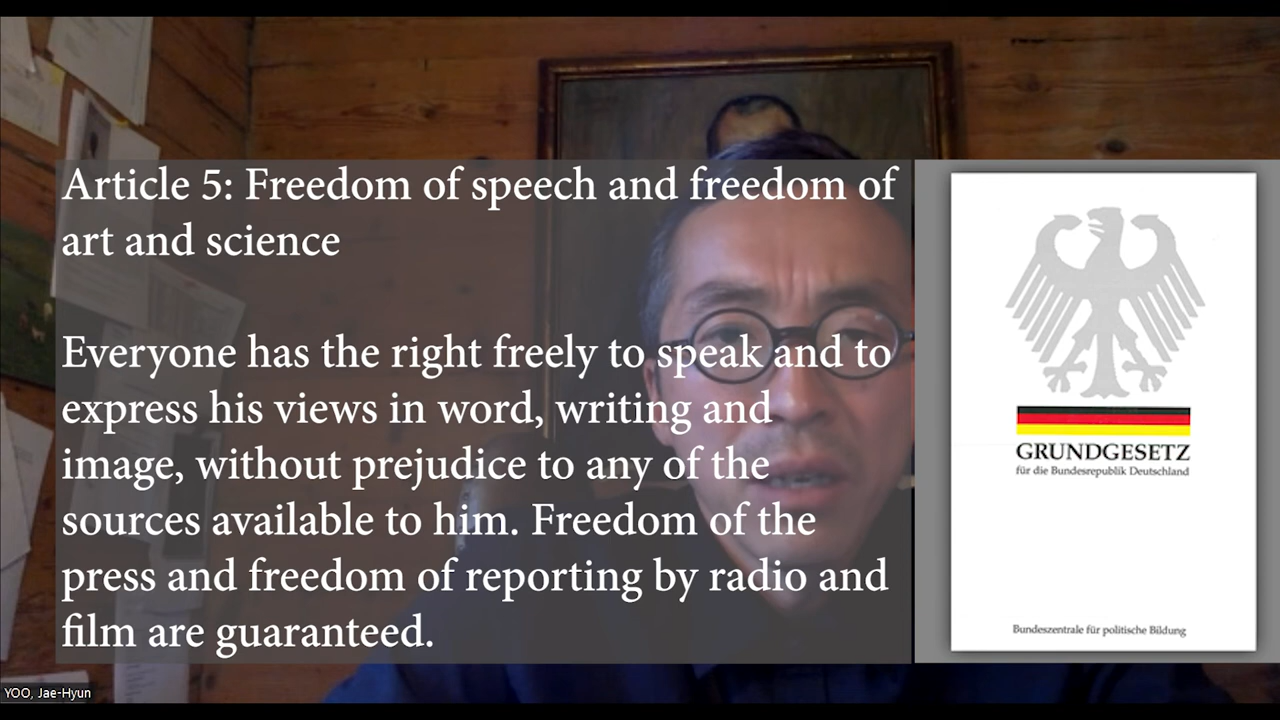 Article 5: Freedom of speech and freedom of
art and science
Everyone has the right freely to speak and to
express his views in word, writing and
image, without prejudice to any of the
sources available to him. Freedom of the
press and freedom of reporting by radio and
film are guaranteed.
GRUNDGESETZ
für die Bundesrepublik Deutschland
Bundeszentrale für politische Bildung
YOO, Jae-Hyun